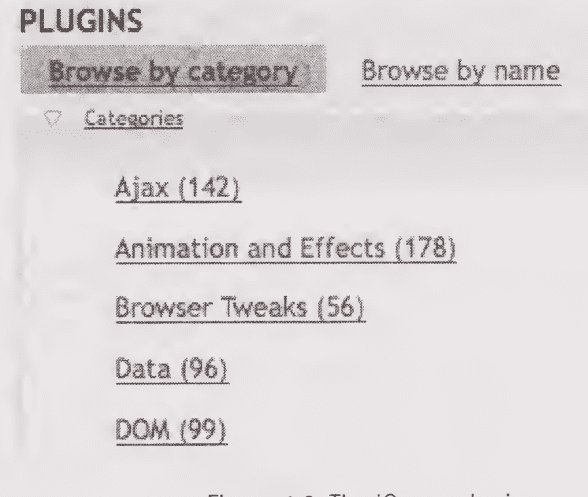 PLUGINS
Browse by category Browse by name
Categories
Ajax (142)
Animation and Effects (178)
Browser Tweaks (56)
Data (96)
DOM (99)